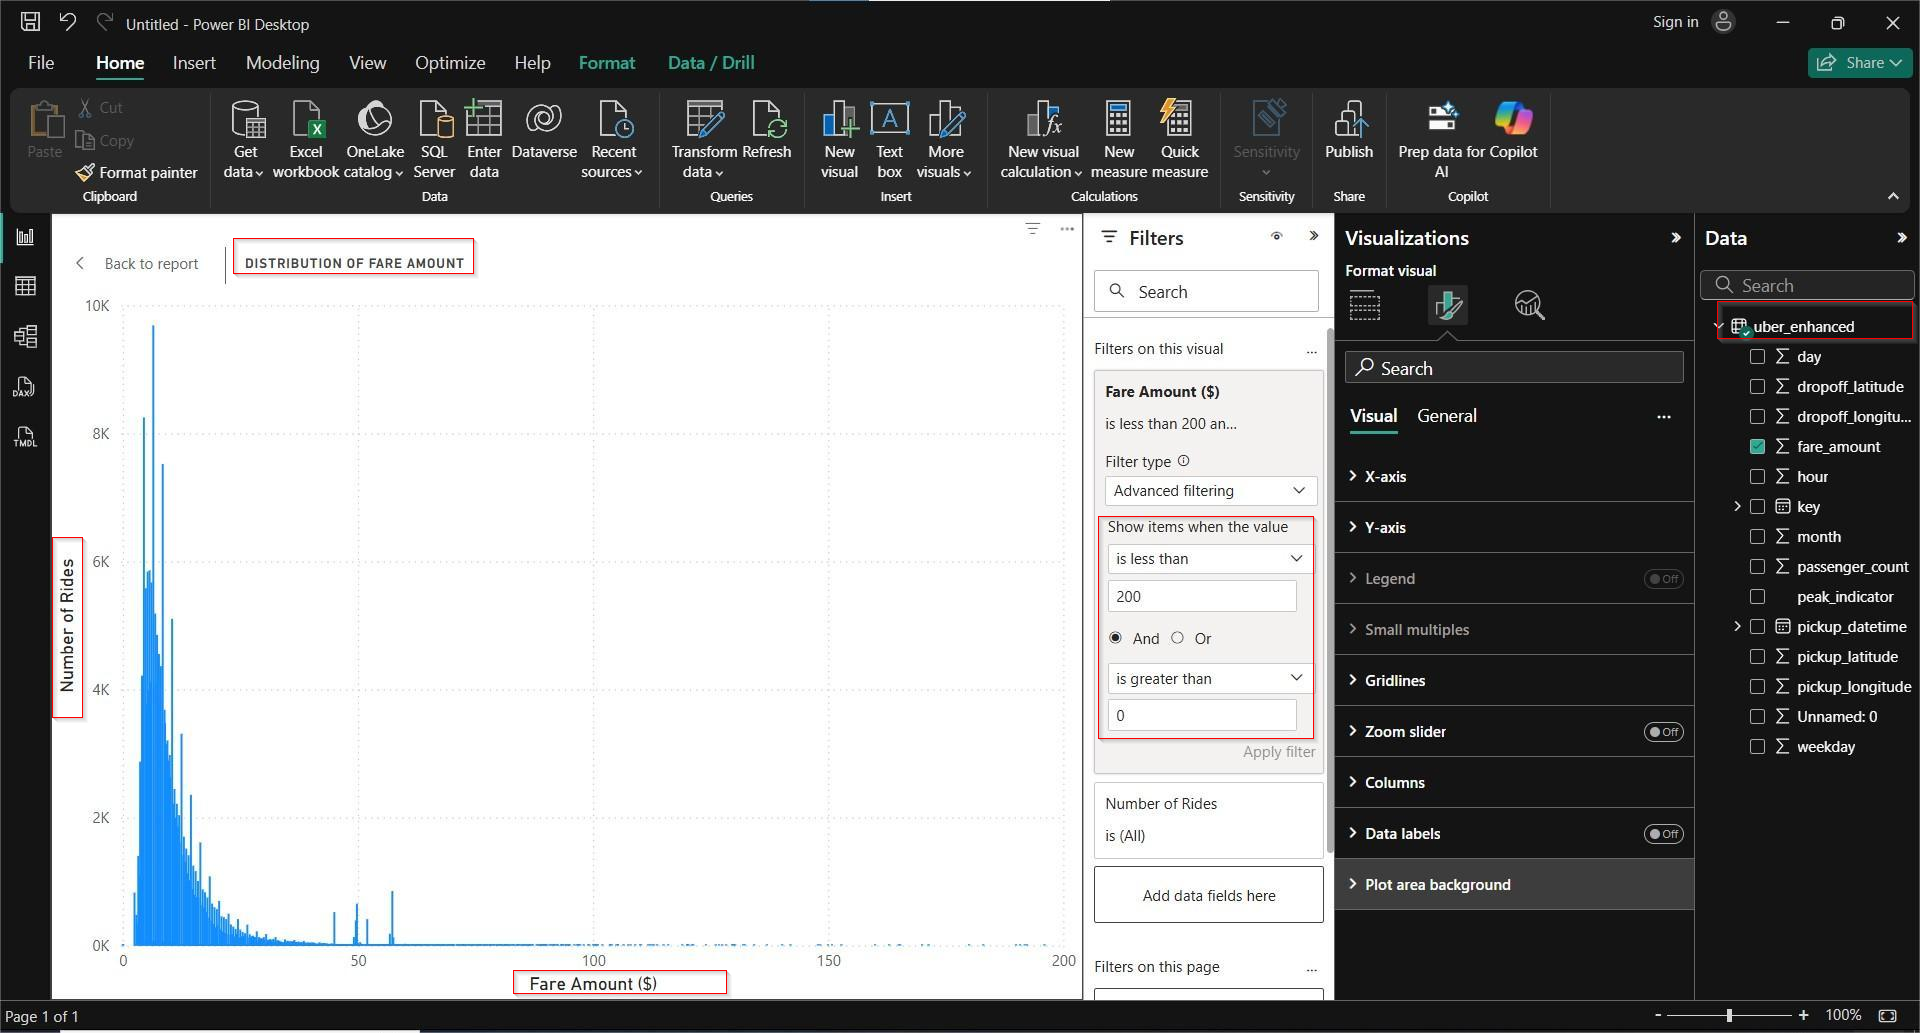 Untitled - Power BI Desktop
Sign in
File Home Insert Modeling View Optimize Help Format Data / Drill
Share
Paste
Cut
Copy
Format painter
Clipboard
Get data
Excel workbook
OneLake catalog
SQL Server
Enter data
Dataverse
Recent sources
Data
Transform data
Refresh
Queries
New visual
Text box
More visuals
Insert
New visual calculation
New measure
Quick measure
Calculations
Sensitivity
Sensitivity
Publish
Share
Prep data for AI
Copilot
Copilot
DAX
TMDL
Back to report
DISTRIBUTION OF FARE AMOUNT
10K
8K
6K
4K
2K
0K
Number of Rides
0 50 100 150 200
Fare Amount ($)
Filters
Search
Filters on this visual
...
Fare Amount ($)
is less than 200 an...
Filter type
Advanced filtering
Show items when the value
is less than
200
And Or
is greater than
0
Apply filter
Number of Rides
is (All)
Add data fields here
Filters on this page
...
Visualizations
Format visual
Search
Visual General
X-axis
Y-axis
Legend Off
Small multiples
Gridlines
Zoom slider Off
Columns
Data labels Off
Plot area background
Data
Search
uber_enhanced
day
dropoff_latitude
dropoff_longitu...
fare_amount
hour
key
month
passenger_count
peak_indicator
pickup_datetime
pickup_latitude
pickup_longitude
Unnamed: 0
weekday
Page 1 of 1
- + 100%